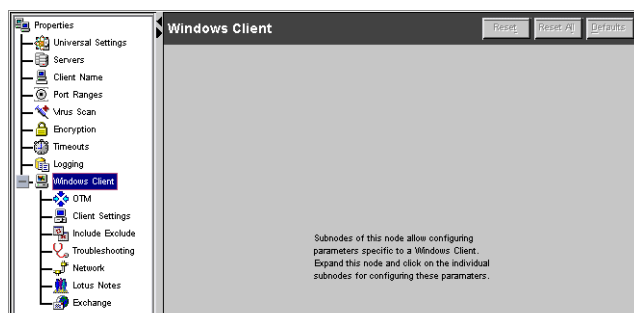 Properties
Universal Settings
Servers
Client Name
Port Ranges
Virus Scan
Encryption
Timeouts
Logging
Windows Client
OTM
Client Settings
Include Exclude
Troubleshooting
Network
Lotus Notes
Exchange
Windows Client
Reset
Reset All
Defaults
Subnodes of this node allow configuring
parameters specific to a Windows Client.
Expand this node and click on the individual
subnodes for configuring these paramaters.